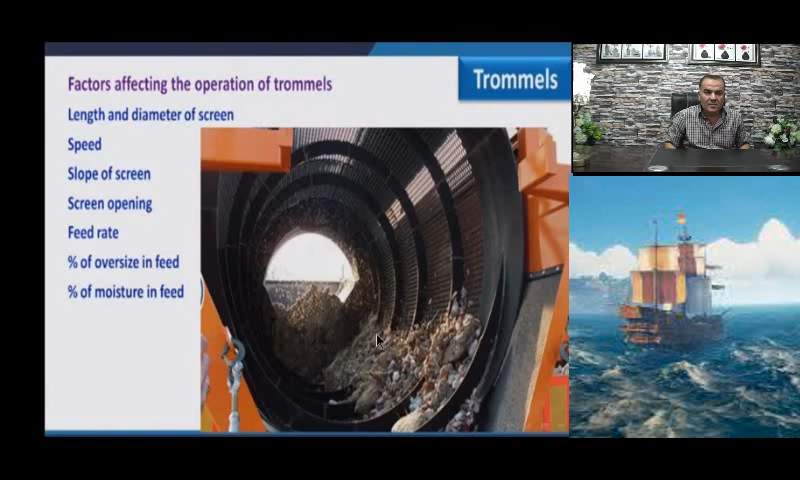 Trommels
Factors affecting the operation of trommels
Length and diameter of screen
Speed
Slope of screen
Screen opening
Feed rate
% of oversize in feed
% of moisture in feed